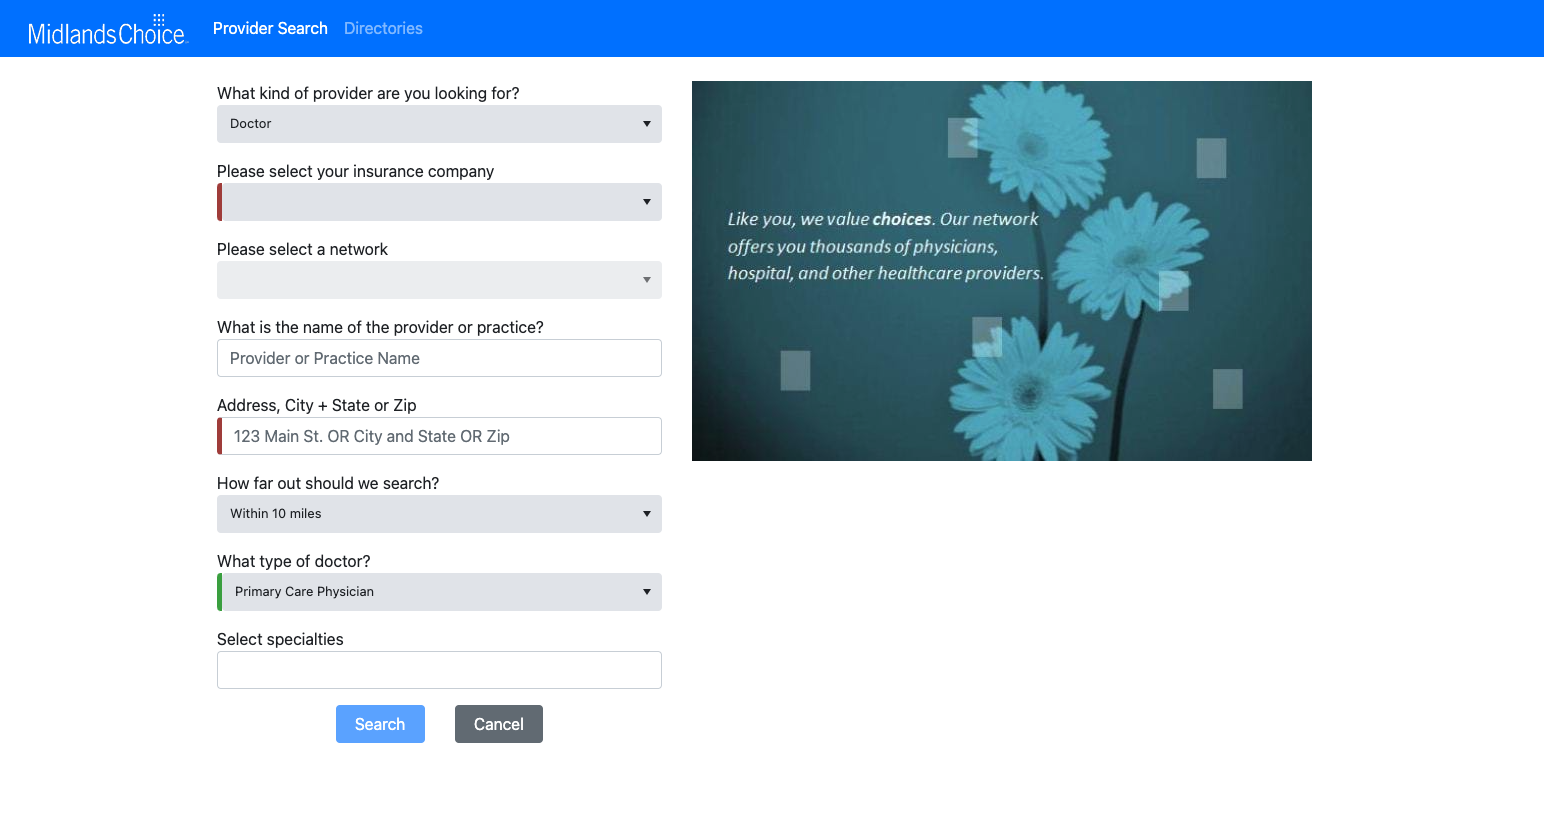 MidlandsChoice
Provider Search
Directories
What kind of provider are you looking for?
Doctor
Please select your insurance company
Please select a network
What is the name of the provider or practice?
Provider or Practice Name
Address, City + State or Zip
123 Main St. OR City and State OR Zip
How far out should we search?
Within 10 miles
What type of doctor?
Primary Care Physician
Select specialties
Search
Cancel
Like you, we value choices. Our network
offers you thousands of physicians,
hospital, and other healthcare providers.